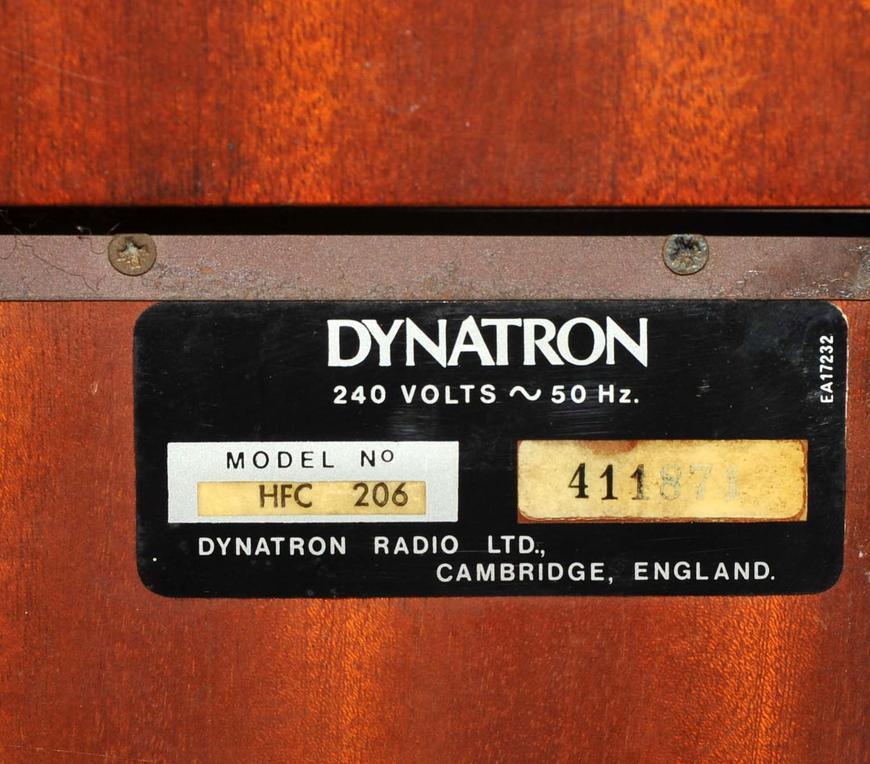 DYNATRON
240 VOLTS ~ 50 Hz.
EA17232
MODEL Nº
HFC 206
411871
DYNATRON RADIO LTD.,
CAMBRIDGE, ENGLAND.